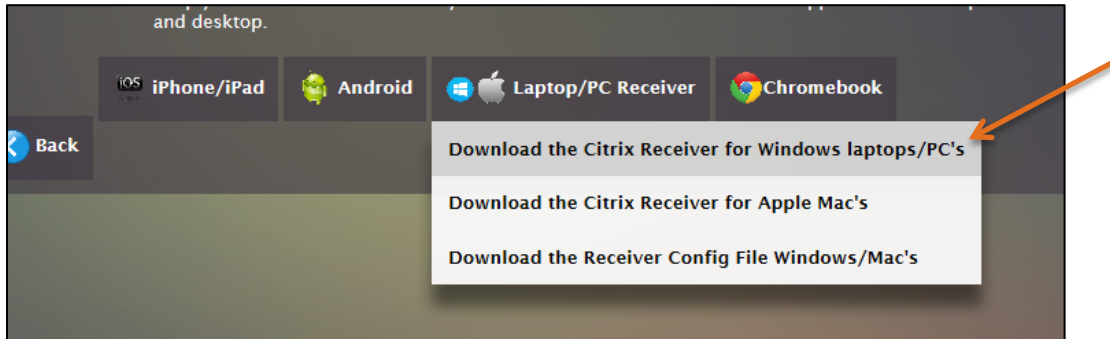 and desktop.
iOS iPhone/iPad Android Laptop/PC Receiver Chromebook
Back
Download the Citrix Receiver for Windows laptops/PC's
Download the Citrix Receiver for Apple Mac's
Download the Receiver Config File Windows/Mac's